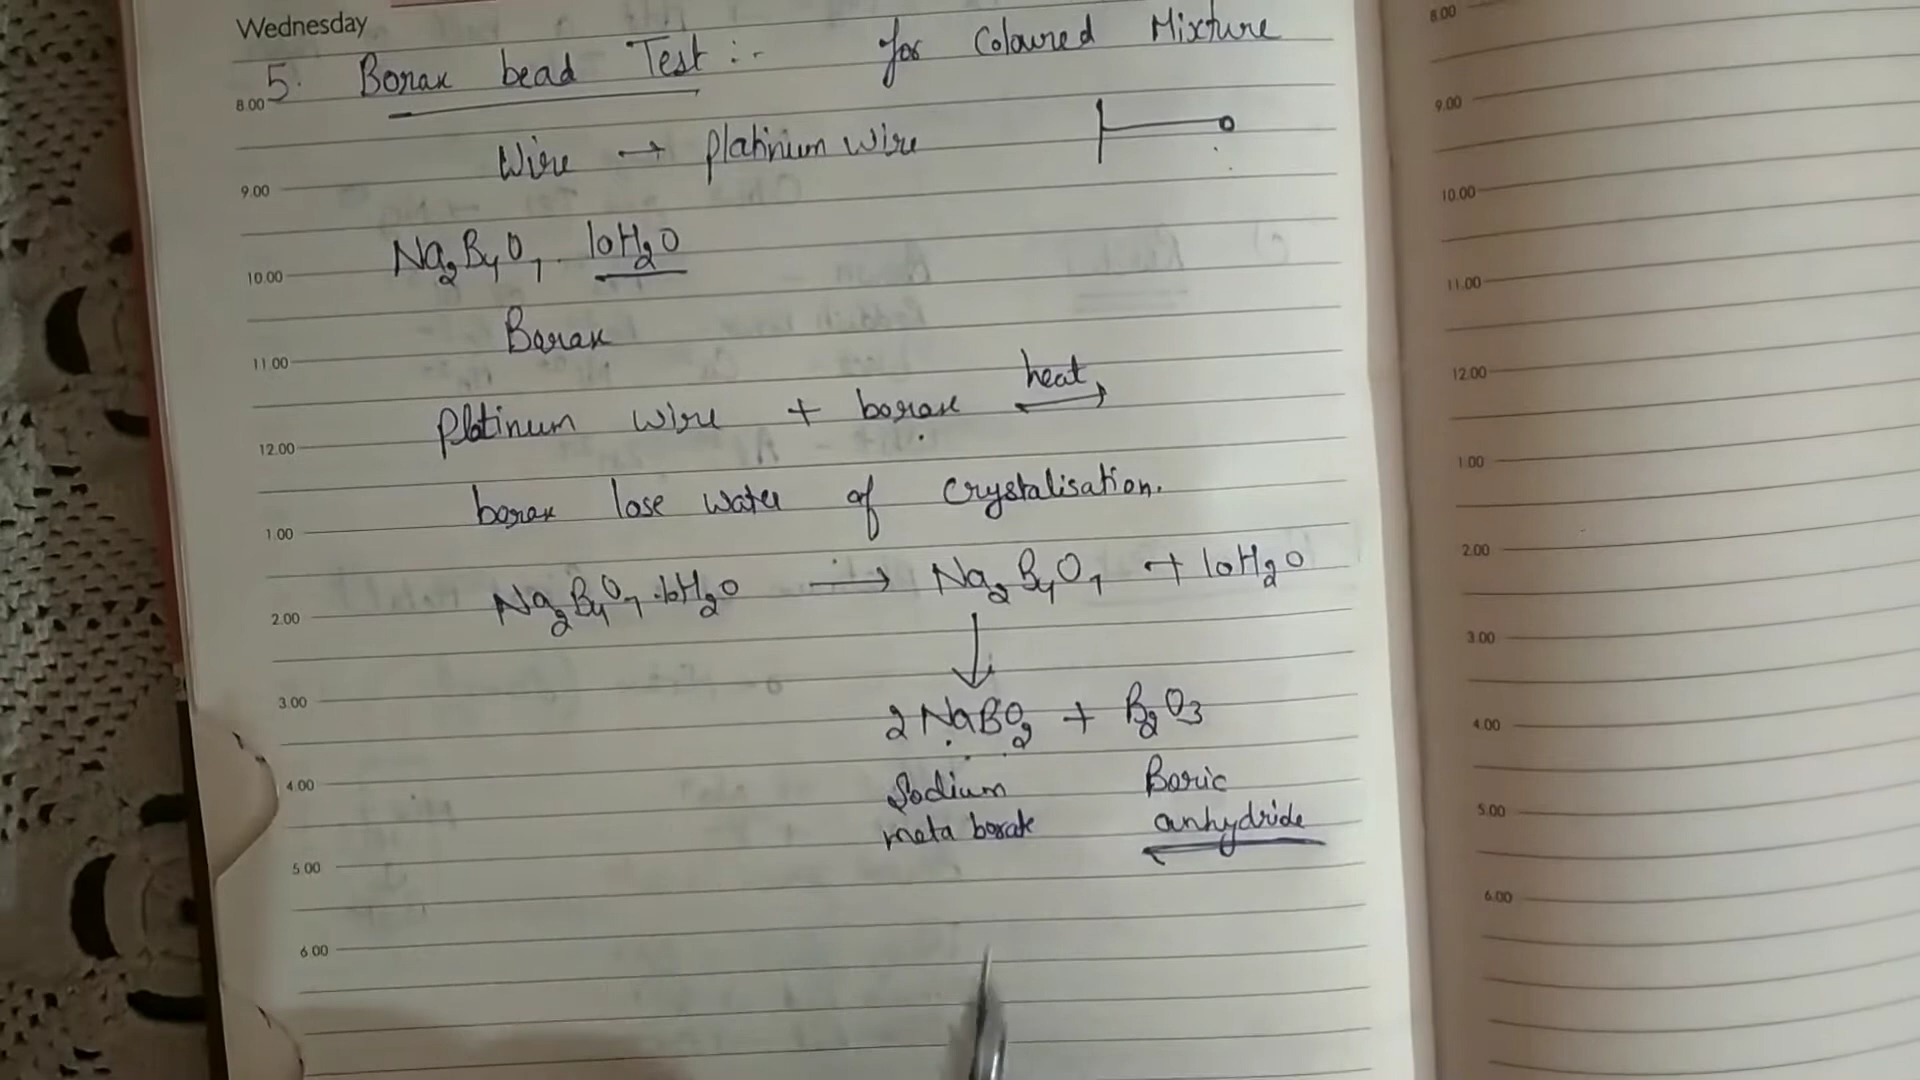 Wednesday
5. Borax bead Test :- for Coloured Mixture
8.00
Wire → platinium wire
9.00
Na₂B₄O₇ . 10H₂O
10.00
Borax
11.00
heat
platinum wire + borax →
12.00
borax lose water of crystalisation.
1.00
Na₂B₄O₇.10H₂O → Na₂B₄O₇ + 10H₂O
2.00
↓
3.00
2NaBO₂ + B₂O₃
4.00
Sodium Boric
meta borate anhydride
5.00
6.00
8.00
9.00
10.00
11.00
12.00
1.00
2.00
3.00
4.00
5.00
6.00